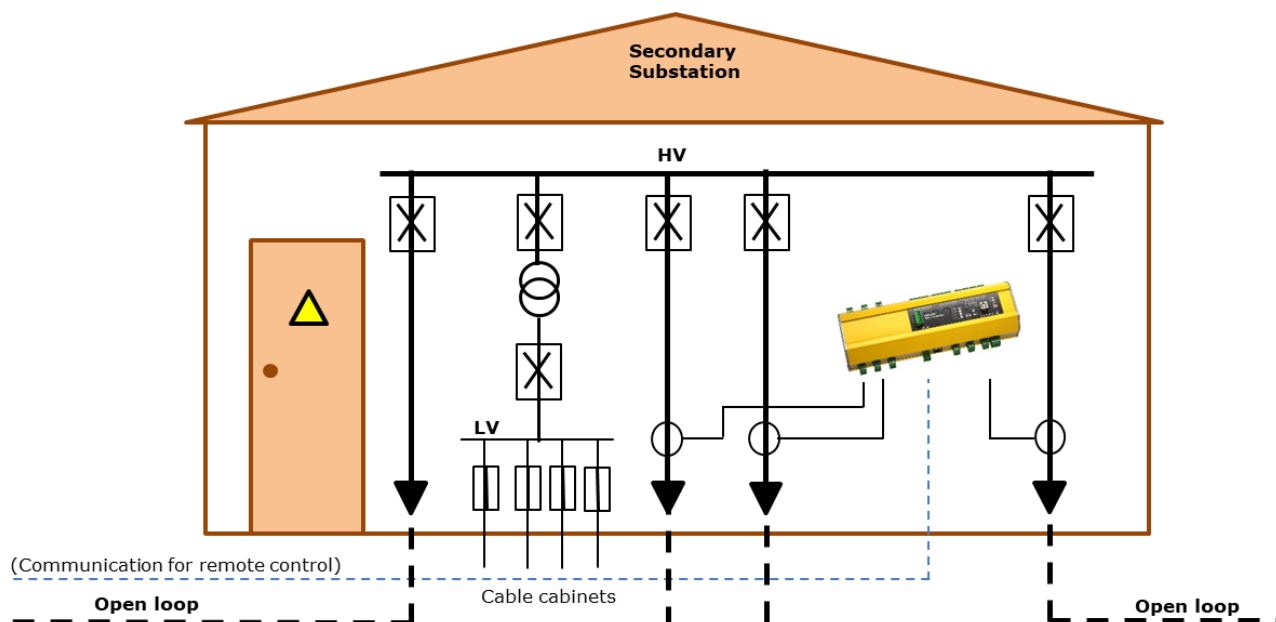 Secondary
Substation
HV
LV
(Communication for remote control)
Cable cabinets
Open loop
Open loop